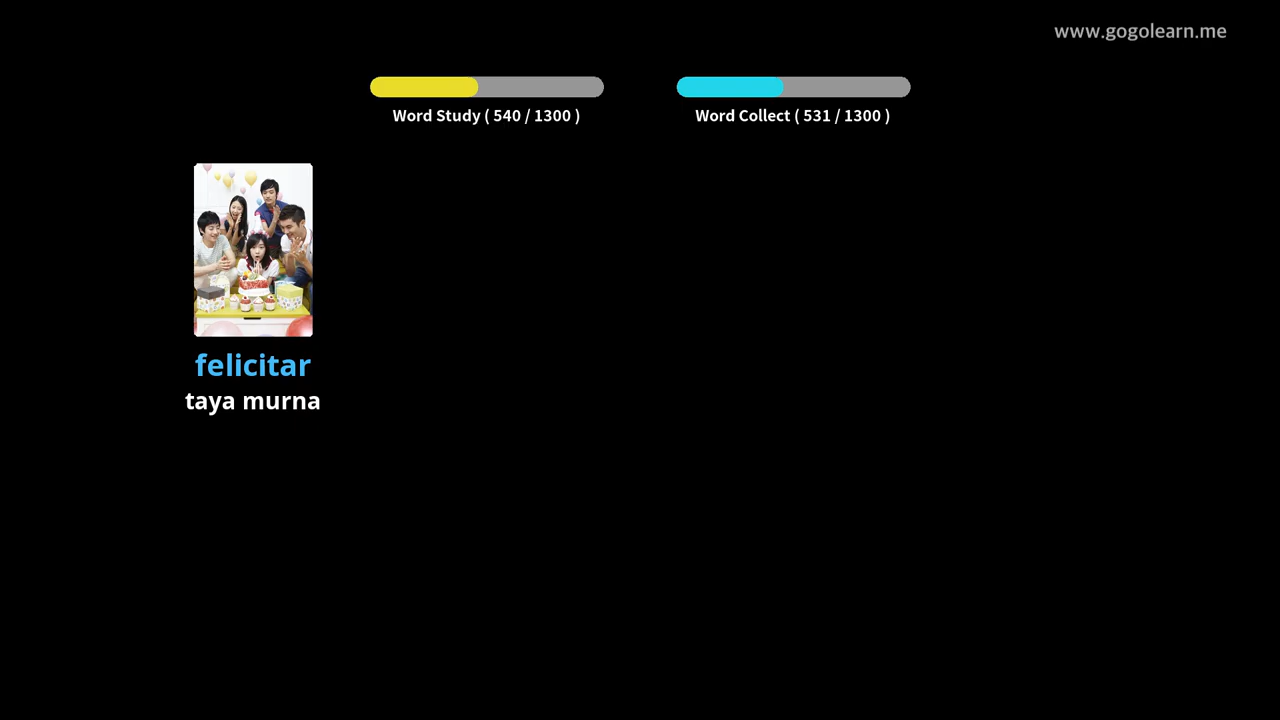 www.gogolearn.me
Word Study ( 540 / 1300 )
Word Collect ( 531 / 1300 )
felicitar
taya murna